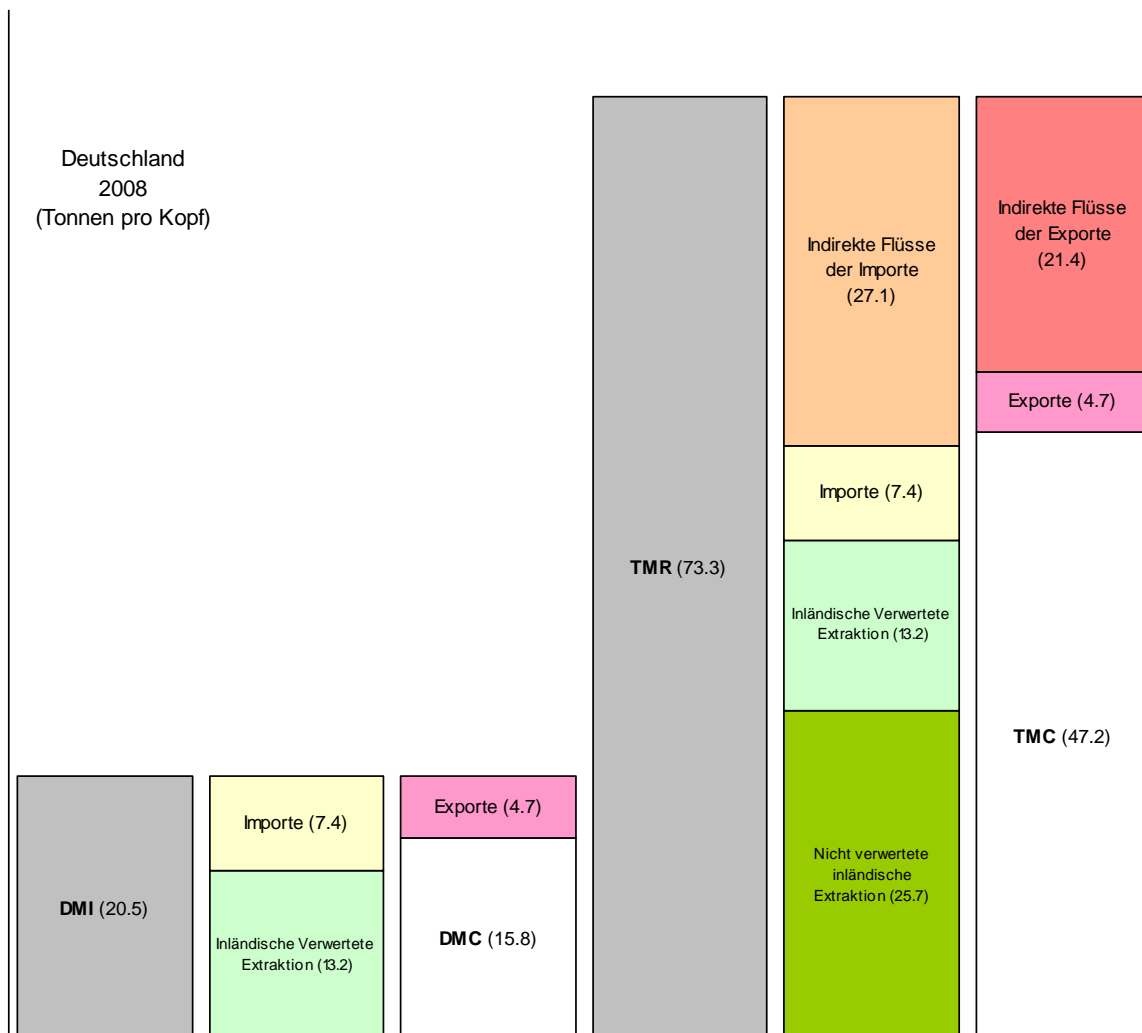 Deutschland
2008
(Tonnen pro Kopf)
DMI (20.5)
Importe (7.4)
Inländische Verwertete
Extraktion (13.2)
Exporte (4.7)
DMC (15.8)
TMR (73.3)
Indirekte Flüsse
der Importe
(27.1)
Importe (7.4)
Inländische Verwertete
Extraktion (13.2)
Nicht verwertete
inländische
Extraktion (25.7)
Indirekte Flüsse
der Exporte
(21.4)
Exporte (4.7)
TMC (47.2)